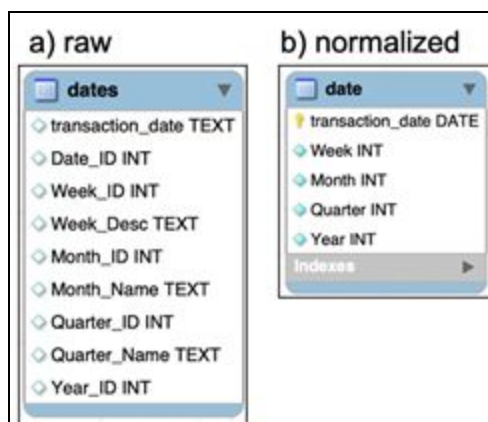 a) raw
dates
transaction_date TEXT
Date_ID INT
Week_ID INT
Week_Desc TEXT
Month_ID INT
Month_Name TEXT
Quarter_ID INT
Quarter_Name TEXT
Year_ID INT
b) normalized
date
transaction_date DATE
Week INT
Month INT
Quarter INT
Year INT
Indexes